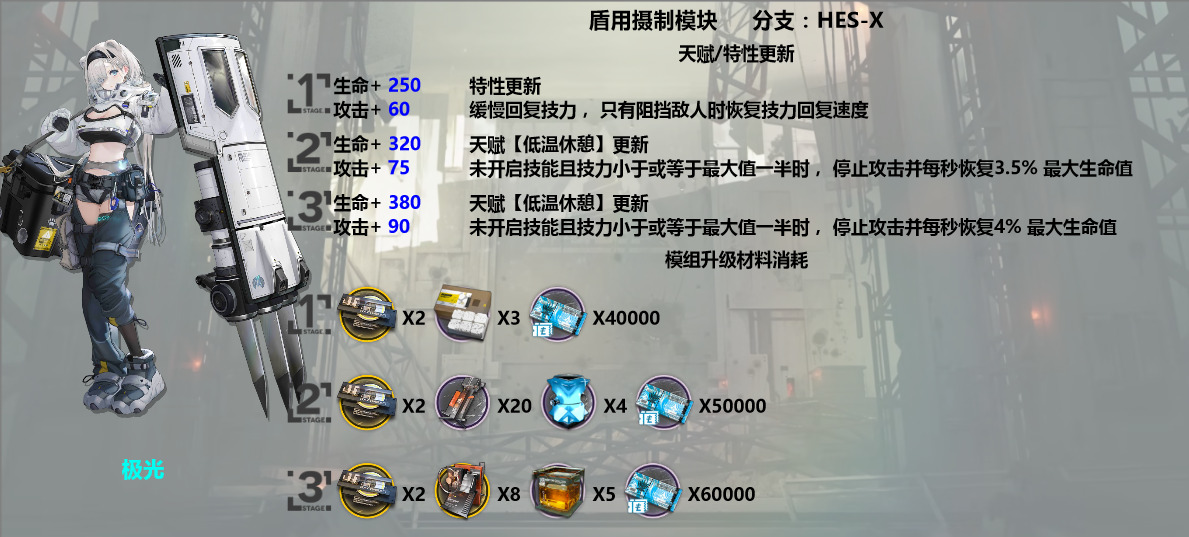 盾用摄制模块 分支：HES-X
天赋/特性更新
1 STAGE
生命+ 250 特性更新
攻击+ 60 缓慢回复技力，只有阻挡敌人时恢复技力回复速度
2 STAGE
生命+ 320 天赋【低温休憩】更新
攻击+ 75 未开启技能且技力小于或等于最大值一半时，停止攻击并每秒恢复3.5% 最大生命值
3 STAGE
生命+ 380 天赋【低温休憩】更新
攻击+ 90 未开启技能且技力小于或等于最大值一半时，停止攻击并每秒恢复4% 最大生命值
模组升级材料消耗
1 STAGE X2 X3 X40000
2 STAGE X2 X20 X4 X50000
3 STAGE X2 X8 X5 X60000
极光